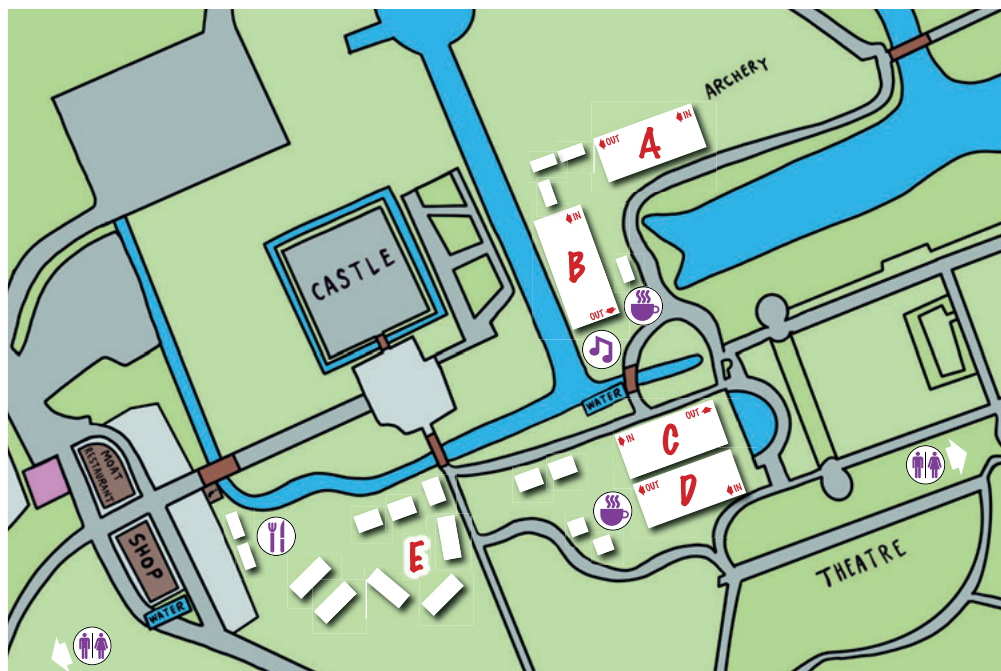 ARCHERY
IN
OUT
A
IN
B
OUT
CASTLE
P
WATER
OUT
IN
C
OUT
D
IN
MOAT
RESTAURANT
SHOP
WATER
E
THEATRE